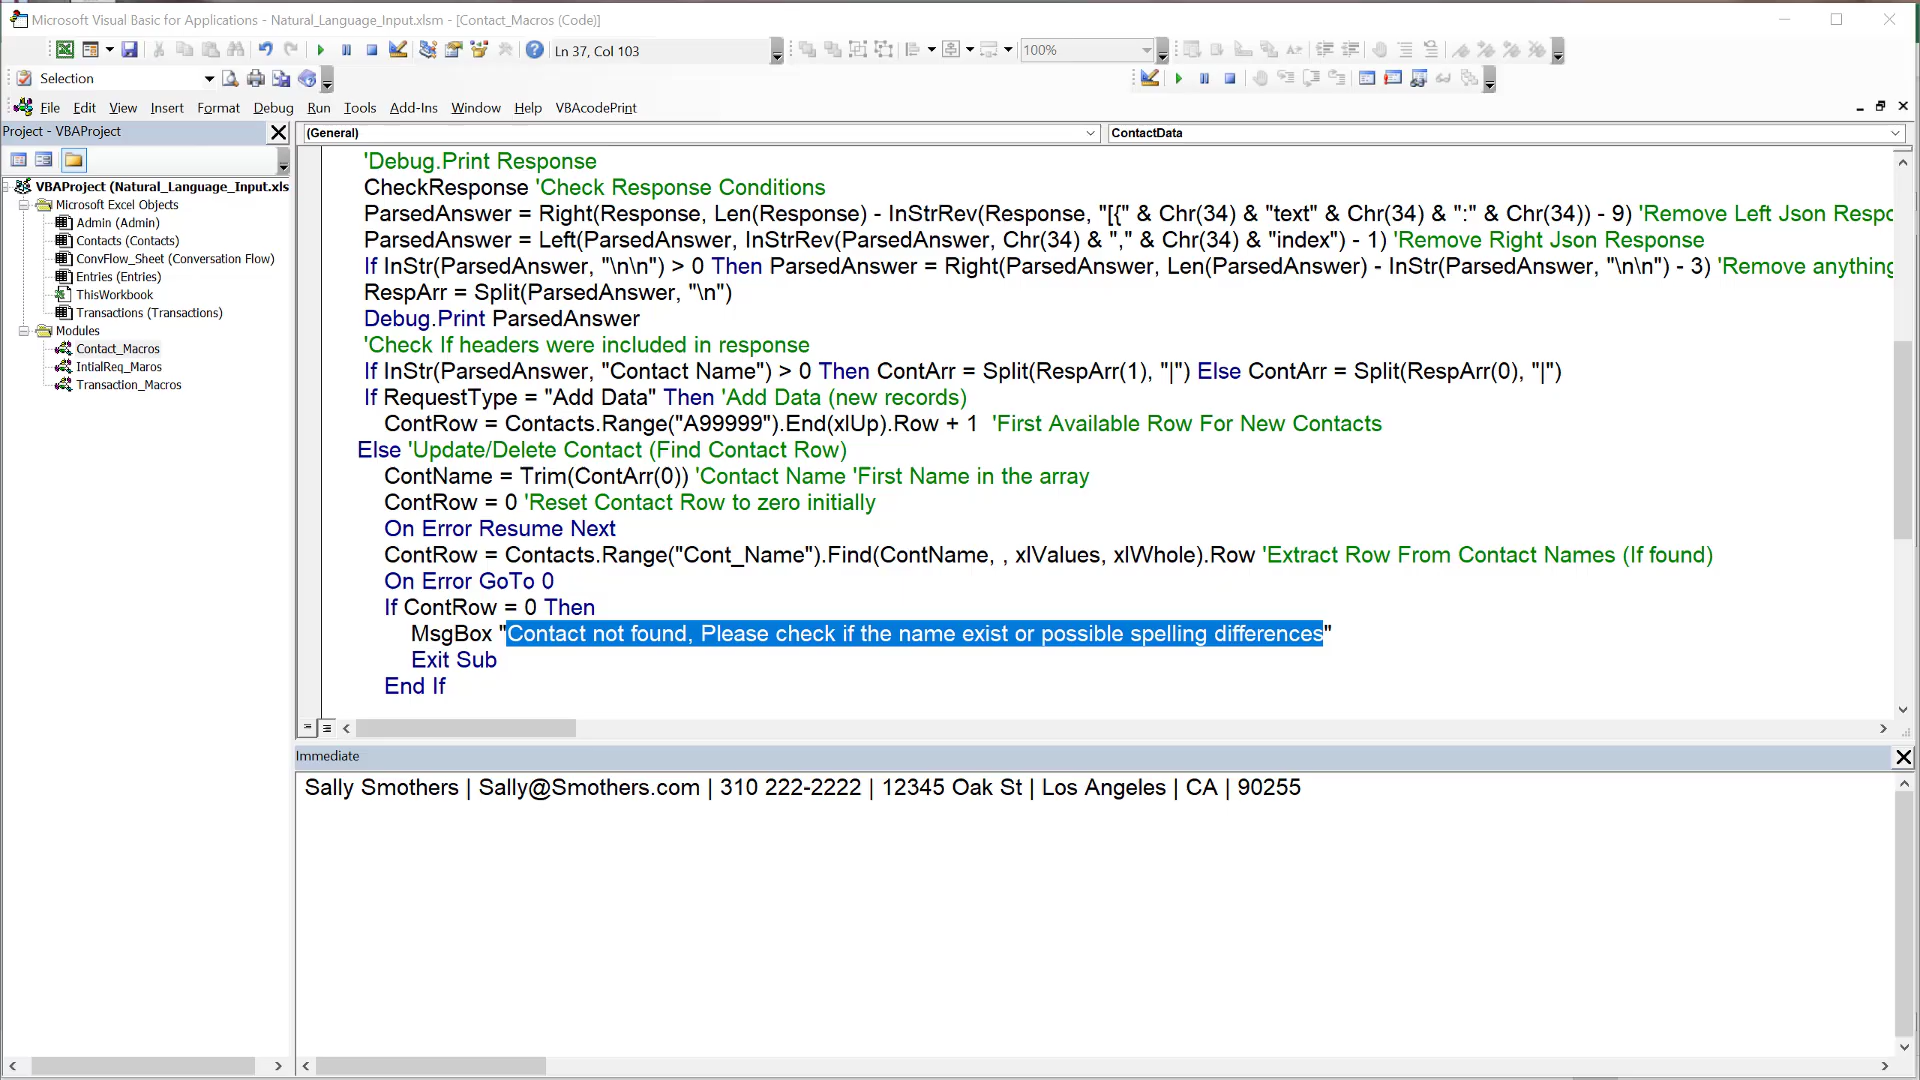 Microsoft Visual Basic for Applications - Natural_Language_Input.xlsm - [Contact_Macros (Code)]
Ln 37, Col 103
100%
Selection
File Edit View Insert Format Debug Run Tools Add-Ins Window Help VBAcodePrint
Project - VBAProject
(General)
ContactData
VBAProject (Natural_Language_Input.xls
Microsoft Excel Objects
Admin (Admin)
Contacts (Contacts)
ConvFlow_Sheet (Conversation Flow)
Entries (Entries)
ThisWorkbook
Transactions (Transactions)
Modules
Contact_Macros
IntialReq_Maros
Transaction_Macros
'Debug.Print Response
CheckResponse 'Check Response Conditions
ParsedAnswer = Right(Response, Len(Response) - InStrRev(Response, "[{" & Chr(34) & "text" & Chr(34) & ":" & Chr(34)) - 9) 'Remove Left Json Respo
ParsedAnswer = Left(ParsedAnswer, InStrRev(ParsedAnswer, Chr(34) & "," & Chr(34) & "index") - 1) 'Remove Right Json Response
If InStr(ParsedAnswer, "\n\n") > 0 Then ParsedAnswer = Right(ParsedAnswer, Len(ParsedAnswer) - InStr(ParsedAnswer, "\n\n") - 3) 'Remove anything
RespArr = Split(ParsedAnswer, "\n")
Debug.Print ParsedAnswer
'Check If headers were included in response
If InStr(ParsedAnswer, "Contact Name") > 0 Then ContArr = Split(RespArr(1), "|") Else ContArr = Split(RespArr(0), "|")
If RequestType = "Add Data" Then 'Add Data (new records)
ContRow = Contacts.Range("A99999").End(xlUp).Row + 1 'First Available Row For New Contacts
Else 'Update/Delete Contact (Find Contact Row)
ContName = Trim(ContArr(0)) 'Contact Name 'First Name in the array
ContRow = 0 'Reset Contact Row to zero initially
On Error Resume Next
ContRow = Contacts.Range("Cont_Name").Find(ContName, , xlValues, xlWhole).Row 'Extract Row From Contact Names (If found)
On Error GoTo 0
If ContRow = 0 Then
MsgBox "Contact not found, Please check if the name exist or possible spelling differences"
Exit Sub
End If
Immediate
Sally Smothers | Sally@Smothers.com | 310 222-2222 | 12345 Oak St | Los Angeles | CA | 90255